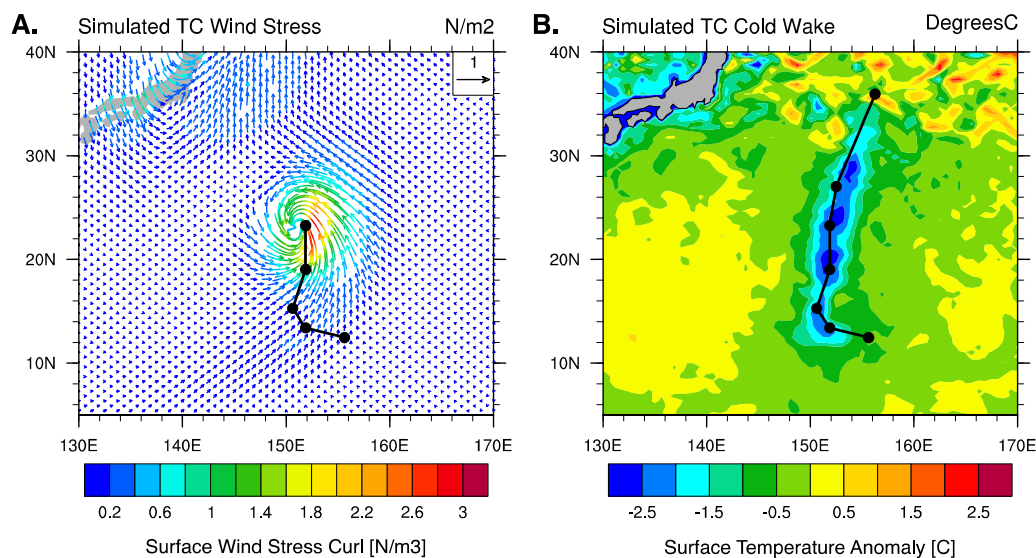 A. Simulated TC Wind Stress N/m2
1
40N
30N
20N
10N
130E 140E 150E 160E 170E
0.2 0.6 1 1.4 1.8 2.2 2.6 3
Surface Wind Stress Curl [N/m3]
B. Simulated TC Cold Wake DegreesC
40N
30N
20N
10N
130E 140E 150E 160E 170E
-2.5 -1.5 -0.5 0.5 1.5 2.5
Surface Temperature Anomaly [C]